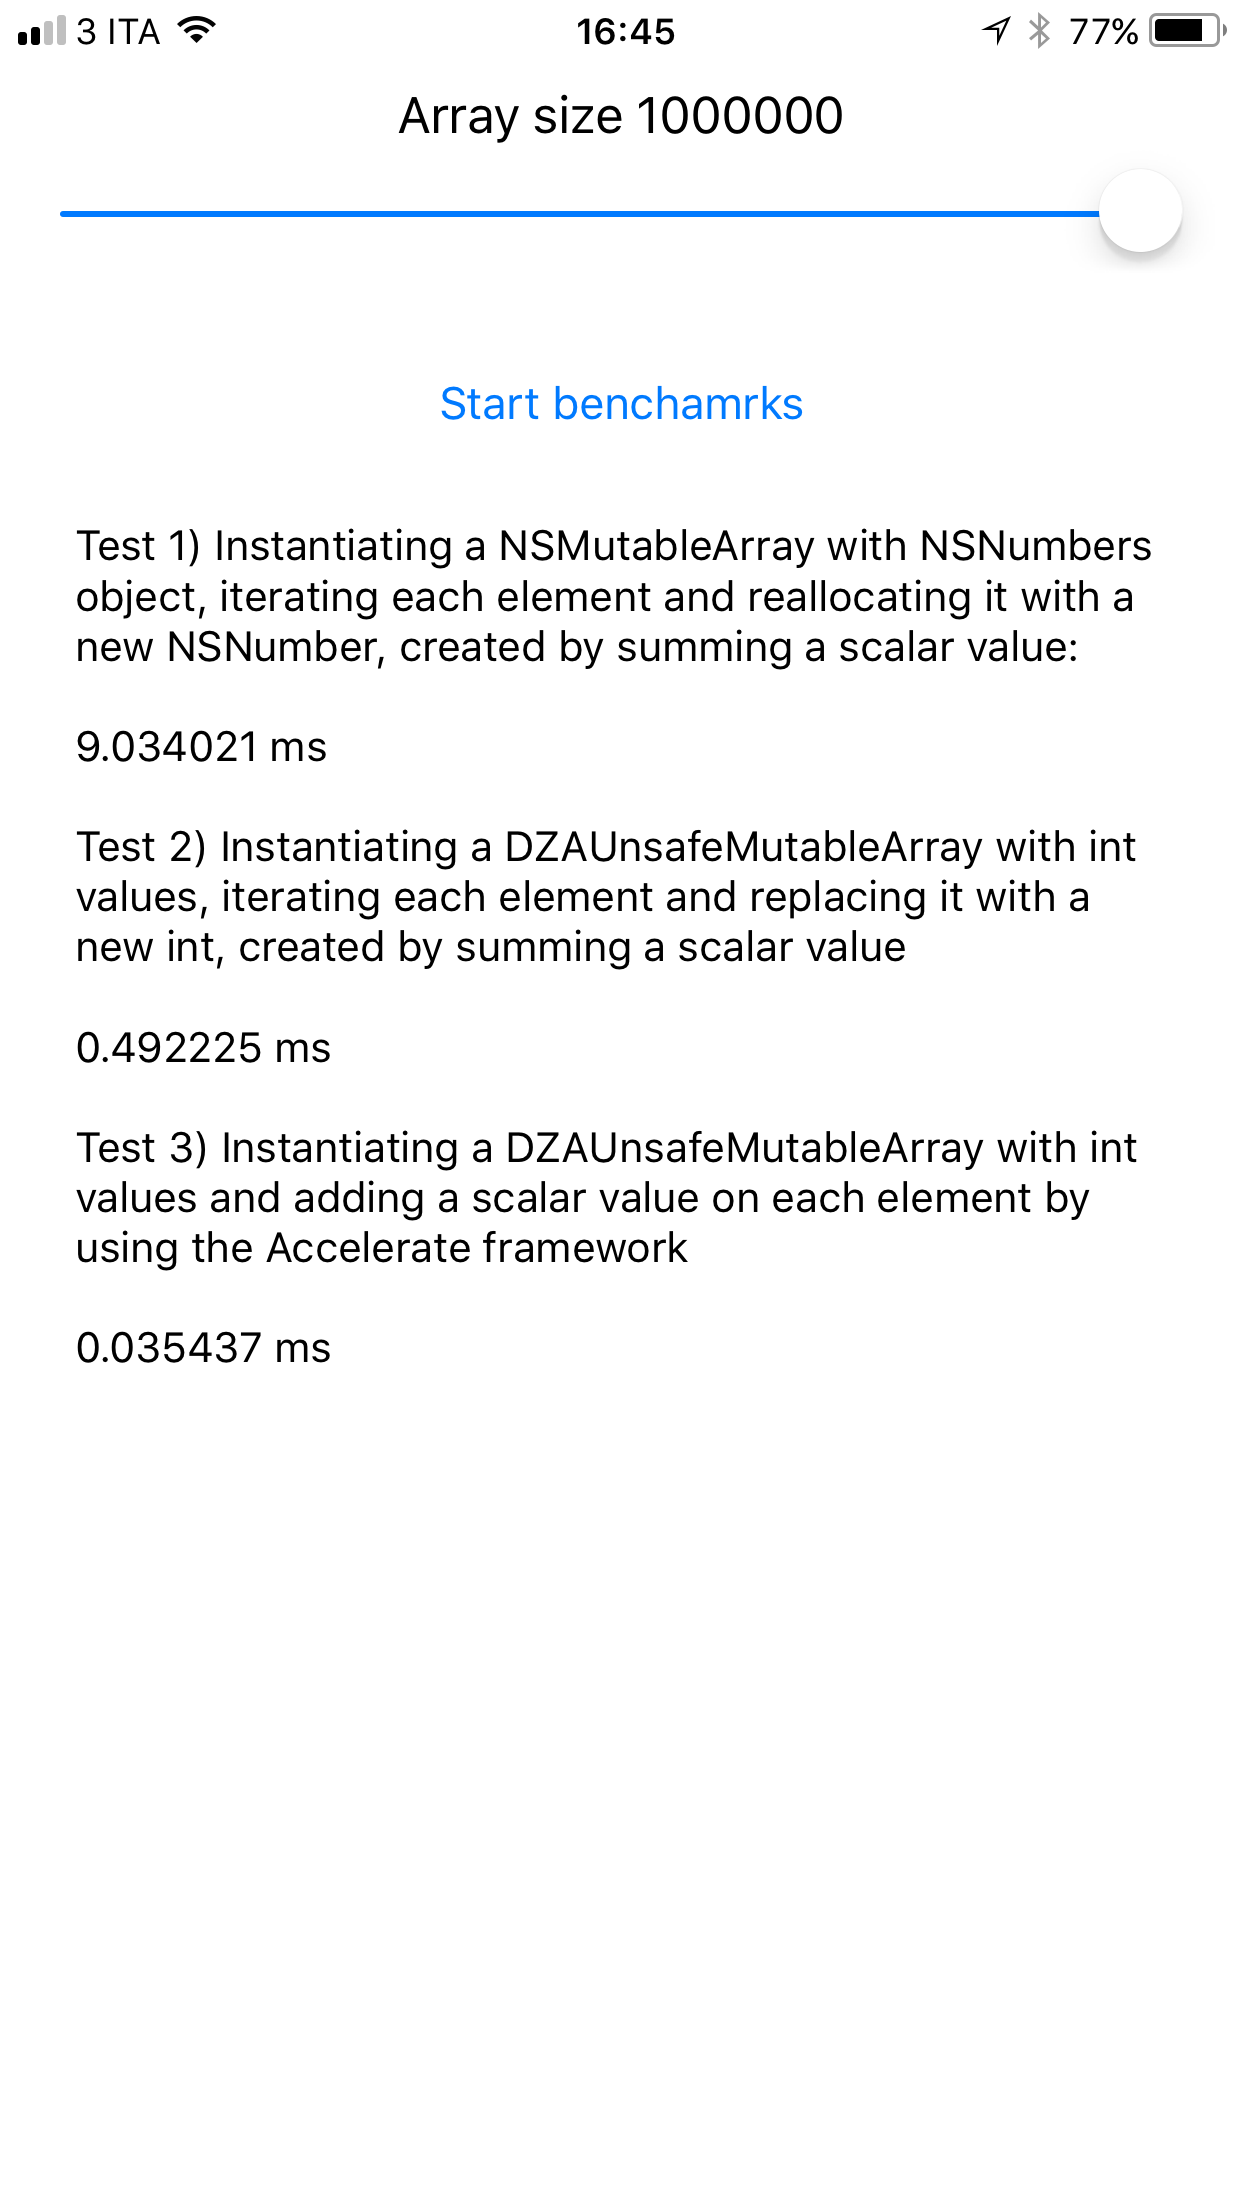 3 ITA 16:45 77%
Array size 1000000
Start benchamrks
Test 1) Instantiating a NSMutableArray with NSNumbers
object, iterating each element and reallocating it with a
new NSNumber, created by summing a scalar value:
9.034021 ms
Test 2) Instantiating a DZAUnsafeMutableArray with int
values, iterating each element and replacing it with a
new int, created by summing a scalar value
0.492225 ms
Test 3) Instantiating a DZAUnsafeMutableArray with int
values and adding a scalar value on each element by
using the Accelerate framework
0.035437 ms